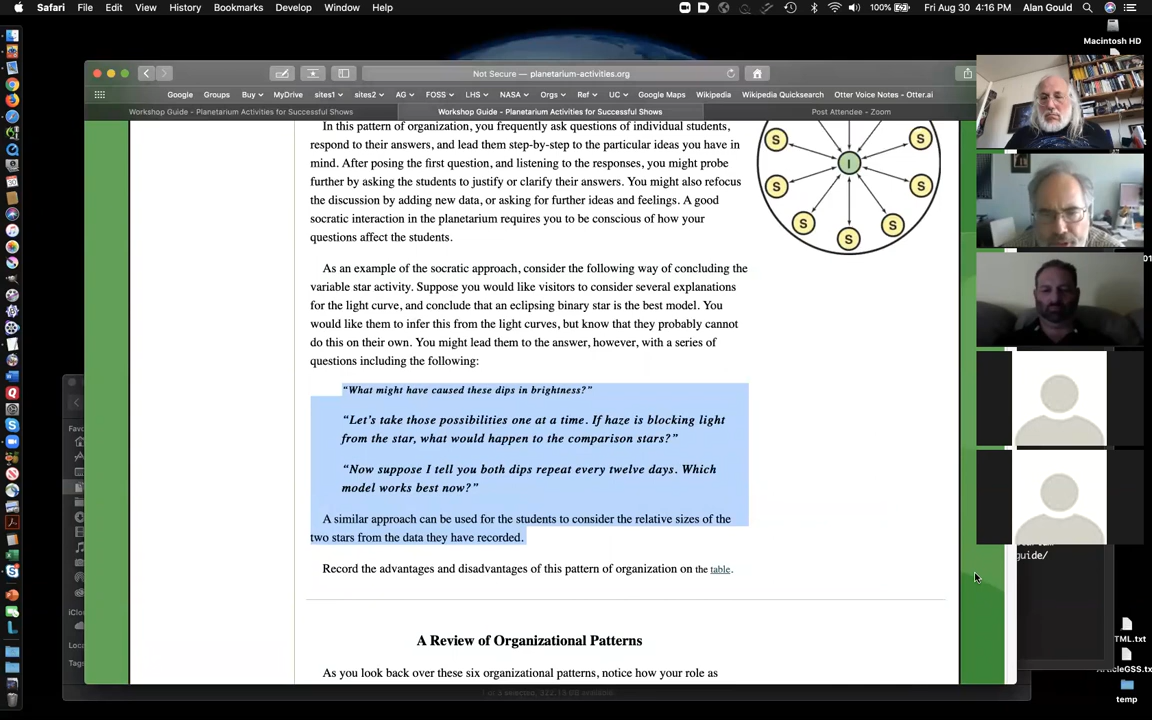 Safari File Edit View History Bookmarks Develop Window Help 100% Fri Aug 30 4:16 PM Alan Gould
Macintosh HD
Not Secure — planetarium-activities.org
Google Groups Buy MyDrive sites1 sites2 AG FOSS LHS NASA Orgs Ref UC Google Maps Wikipedia Wikipedia Quicksearch Otter Voice Notes - Otter.ai
Workshop Guide - Planetarium Activities for Successful Shows Workshop Guide - Planetarium Activities for Successful Shows Post Attendee - Zoom
In this pattern of organization, you frequently ask questions of individual students,
respond to their answers, and lead them step-by-step to the particular ideas you have in
mind. After posing the first question, and listening to the responses, you might probe
further by asking the students to justify or clarify their answers. You might also refocus
the discussion by adding new data, or asking for further ideas and feelings. A good
socratic interaction in the planetarium requires you to be conscious of how your
questions affect the students.
S S
I
S S
S S
S
As an example of the socratic approach, consider the following way of concluding the
variable star activity. Suppose you would like visitors to consider several explanations
for the light curve, and conclude that an eclipsing binary star is the best model. You
would like them to infer this from the light curves, but know that they probably cannot
do this on their own. You might lead them to the answer, however, with a series of
questions including the following:
“What might have caused these dips in brightness?”
“Let’s take those possibilities one at a time. If haze is blocking light
from the star, what would happen to the comparison stars?”
“Now suppose I tell you both dips repeat every twelve days. Which
model works best now?”
A similar approach can be used for the students to consider the relative sizes of the
two stars from the data they have recorded.
Record the advantages and disadvantages of this pattern of organization on the table.
A Review of Organizational Patterns
As you look back over these six organizational patterns, notice how your role as
Favo
iClou
Loca
Tags
guide/
TML.txt
ArticleGSS.tx
temp